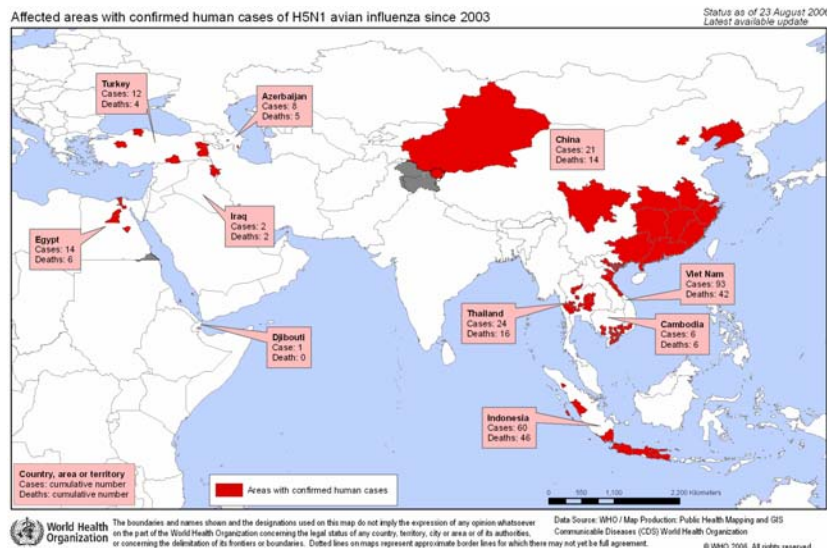 Affected areas with confirmed human cases of H5N1 avian influenza since 2003
Status as of 23 August 2006
Latest available update
Turkey
Cases: 12
Deaths: 4
Azerbaijan
Cases: 8
Deaths: 5
China
Cases: 21
Deaths: 14
Iraq
Cases: 2
Deaths: 2
Egypt
Cases: 14
Deaths: 6
Viet Nam
Cases: 93
Deaths: 42
Thailand
Cases: 24
Deaths: 16
Cambodia
Cases: 6
Deaths: 6
Djibouti
Case: 1
Death: 0
Indonesia
Cases: 60
Deaths: 46
Country, area or territory
Cases: cumulative number
Deaths: cumulative number
Areas with confirmed human cases
0 550 1,100 2,200 Kilometers
World Health
Organization
The boundaries and names shown and the designations used on this map do not imply the expression of any opinion whatsoever
on the part of the World Health Organization concerning the legal status of any country, territory, city or area or of its authorities,
or concerning the delimitation of its frontiers or boundaries. Dotted lines on maps represent approximate border lines for which there may not yet be full agreement.
Data Source: WHO / Map Production: Public Health Mapping and GIS
Communicable Diseases (CDS) World Health Organization
© WHO 2006. All rights reserved